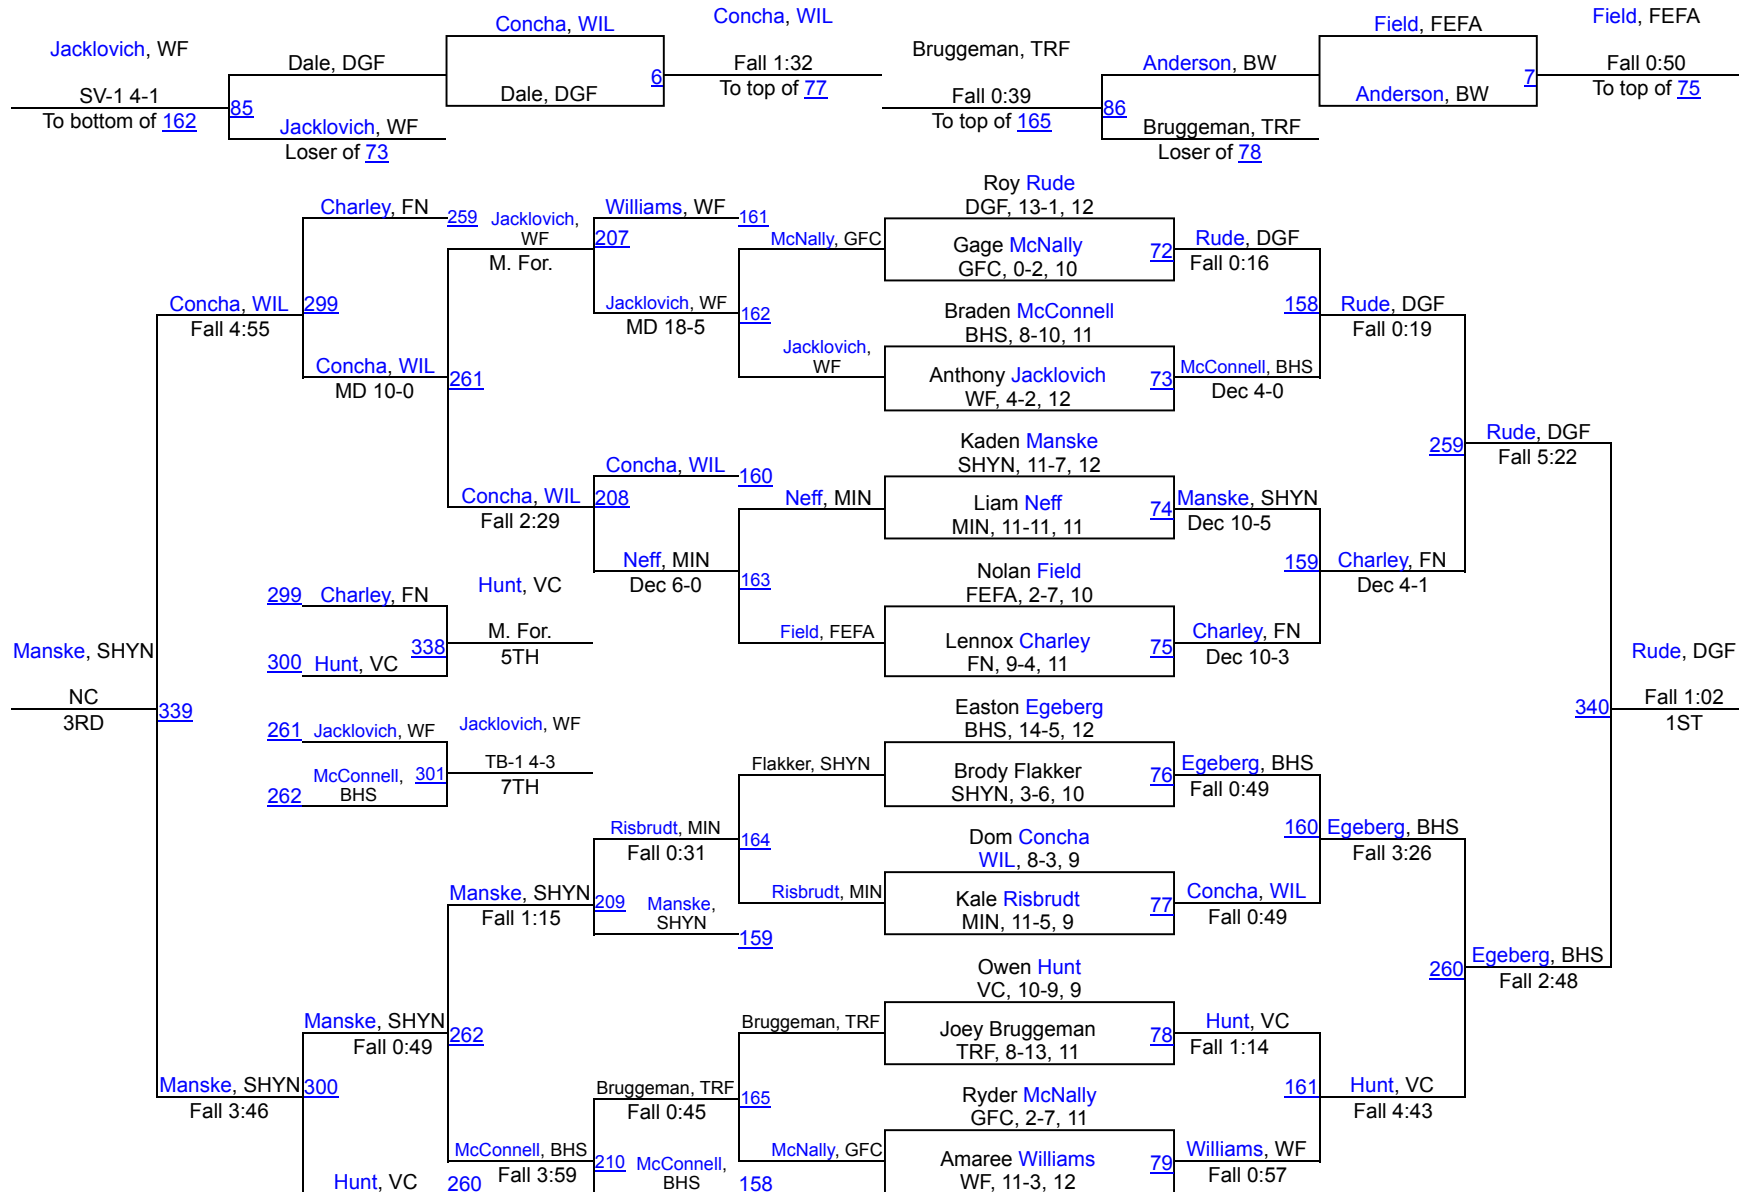 Concha, WIL
Concha, WIL
Field, FEFA
Field, FEFA
Jacklovich, WF
Dale, DGF
Fall 1:32
Bruggeman, TRF
Anderson, BW
Fall 0:50
SV-1 4-1
Dale, DGF
6
To top of 77
Fall 0:39
Anderson, BW
7
To top of 75
To bottom of 162
85
Jacklovich, WF
To top of 165
86
Bruggeman, TRF
Loser of 73
Loser of 78
Roy Rude
DGF, 13-1, 12
Charley, FN
259
Jacklovich,
WF
Williams, WF
161
207
M. For.
McNally, GFC
Gage McNally
GFC, 0-2, 10
72
Rude, DGF
Fall 0:16
Concha, WIL
299
Fall 4:55
Jacklovich, WF
162
MD 18-5
Braden McConnell
BHS, 8-10, 11
158
Rude, DGF
Fall 0:19
Jacklovich,
WF
Concha, WIL
261
MD 10-0
Anthony Jacklovich
WF, 4-2, 12
73
McConnell, BHS
Dec 4-0
Kaden Manske
SHYN, 11-7, 12
259
Rude, DGF
Fall 5:22
Concha, WIL
160
Concha, WIL
208
Fall 2:29
Neff, MIN
Liam Neff
MIN, 11-11, 11
74
Manske, SHYN
Dec 10-5
Neff, MIN
163
Dec 6-0
Nolan Field
FEFA, 2-7, 10
159
Charley, FN
Dec 4-1
299
Charley, FN
Hunt, VC
338
M. For.
5TH
300
Hunt, VC
Field, FEFA
Lennox Charley
FN, 9-4, 11
75
Charley, FN
Dec 10-3
Manske, SHYN
NC
3RD
339
Rude, DGF
340
Fall 1:02
1ST
Easton Egeberg
BHS, 14-5, 12
261
Jacklovich, WF
Jacklovich, WF
McConnell,
BHS
301
TB-1 4-3
7TH
262
Flakker, SHYN
Brody Flakker
SHYN, 3-6, 10
76
Egeberg, BHS
Fall 0:49
Risbrudt, MIN
164
Fall 0:31
Dom Concha
WIL, 8-3, 9
160
Egeberg, BHS
Fall 3:26
Manske, SHYN
209
Fall 1:15
Manske,
SHYN
159
Risbrudt, MIN
Kale Risbrudt
MIN, 11-5, 9
77
Concha, WIL
Fall 0:49
Owen Hunt
VC, 10-9, 9
260
Egeberg, BHS
Fall 2:48
Manske, SHYN
262
Fall 0:49
Bruggeman, TRF
Joey Bruggeman
TRF, 8-13, 11
78
Hunt, VC
Fall 1:14
Manske, SHYN
300
Fall 3:46
Bruggeman, TRF
165
Fall 0:45
Ryder McNally
GFC, 2-7, 11
161
Hunt, VC
Fall 4:43
McConnell, BHS
210
Fall 3:59
McConnell,
BHS
158
McNally, GFC
Amaree Williams
WF, 11-3, 12
79
Williams, WF
Fall 0:57
Hunt, VC
260